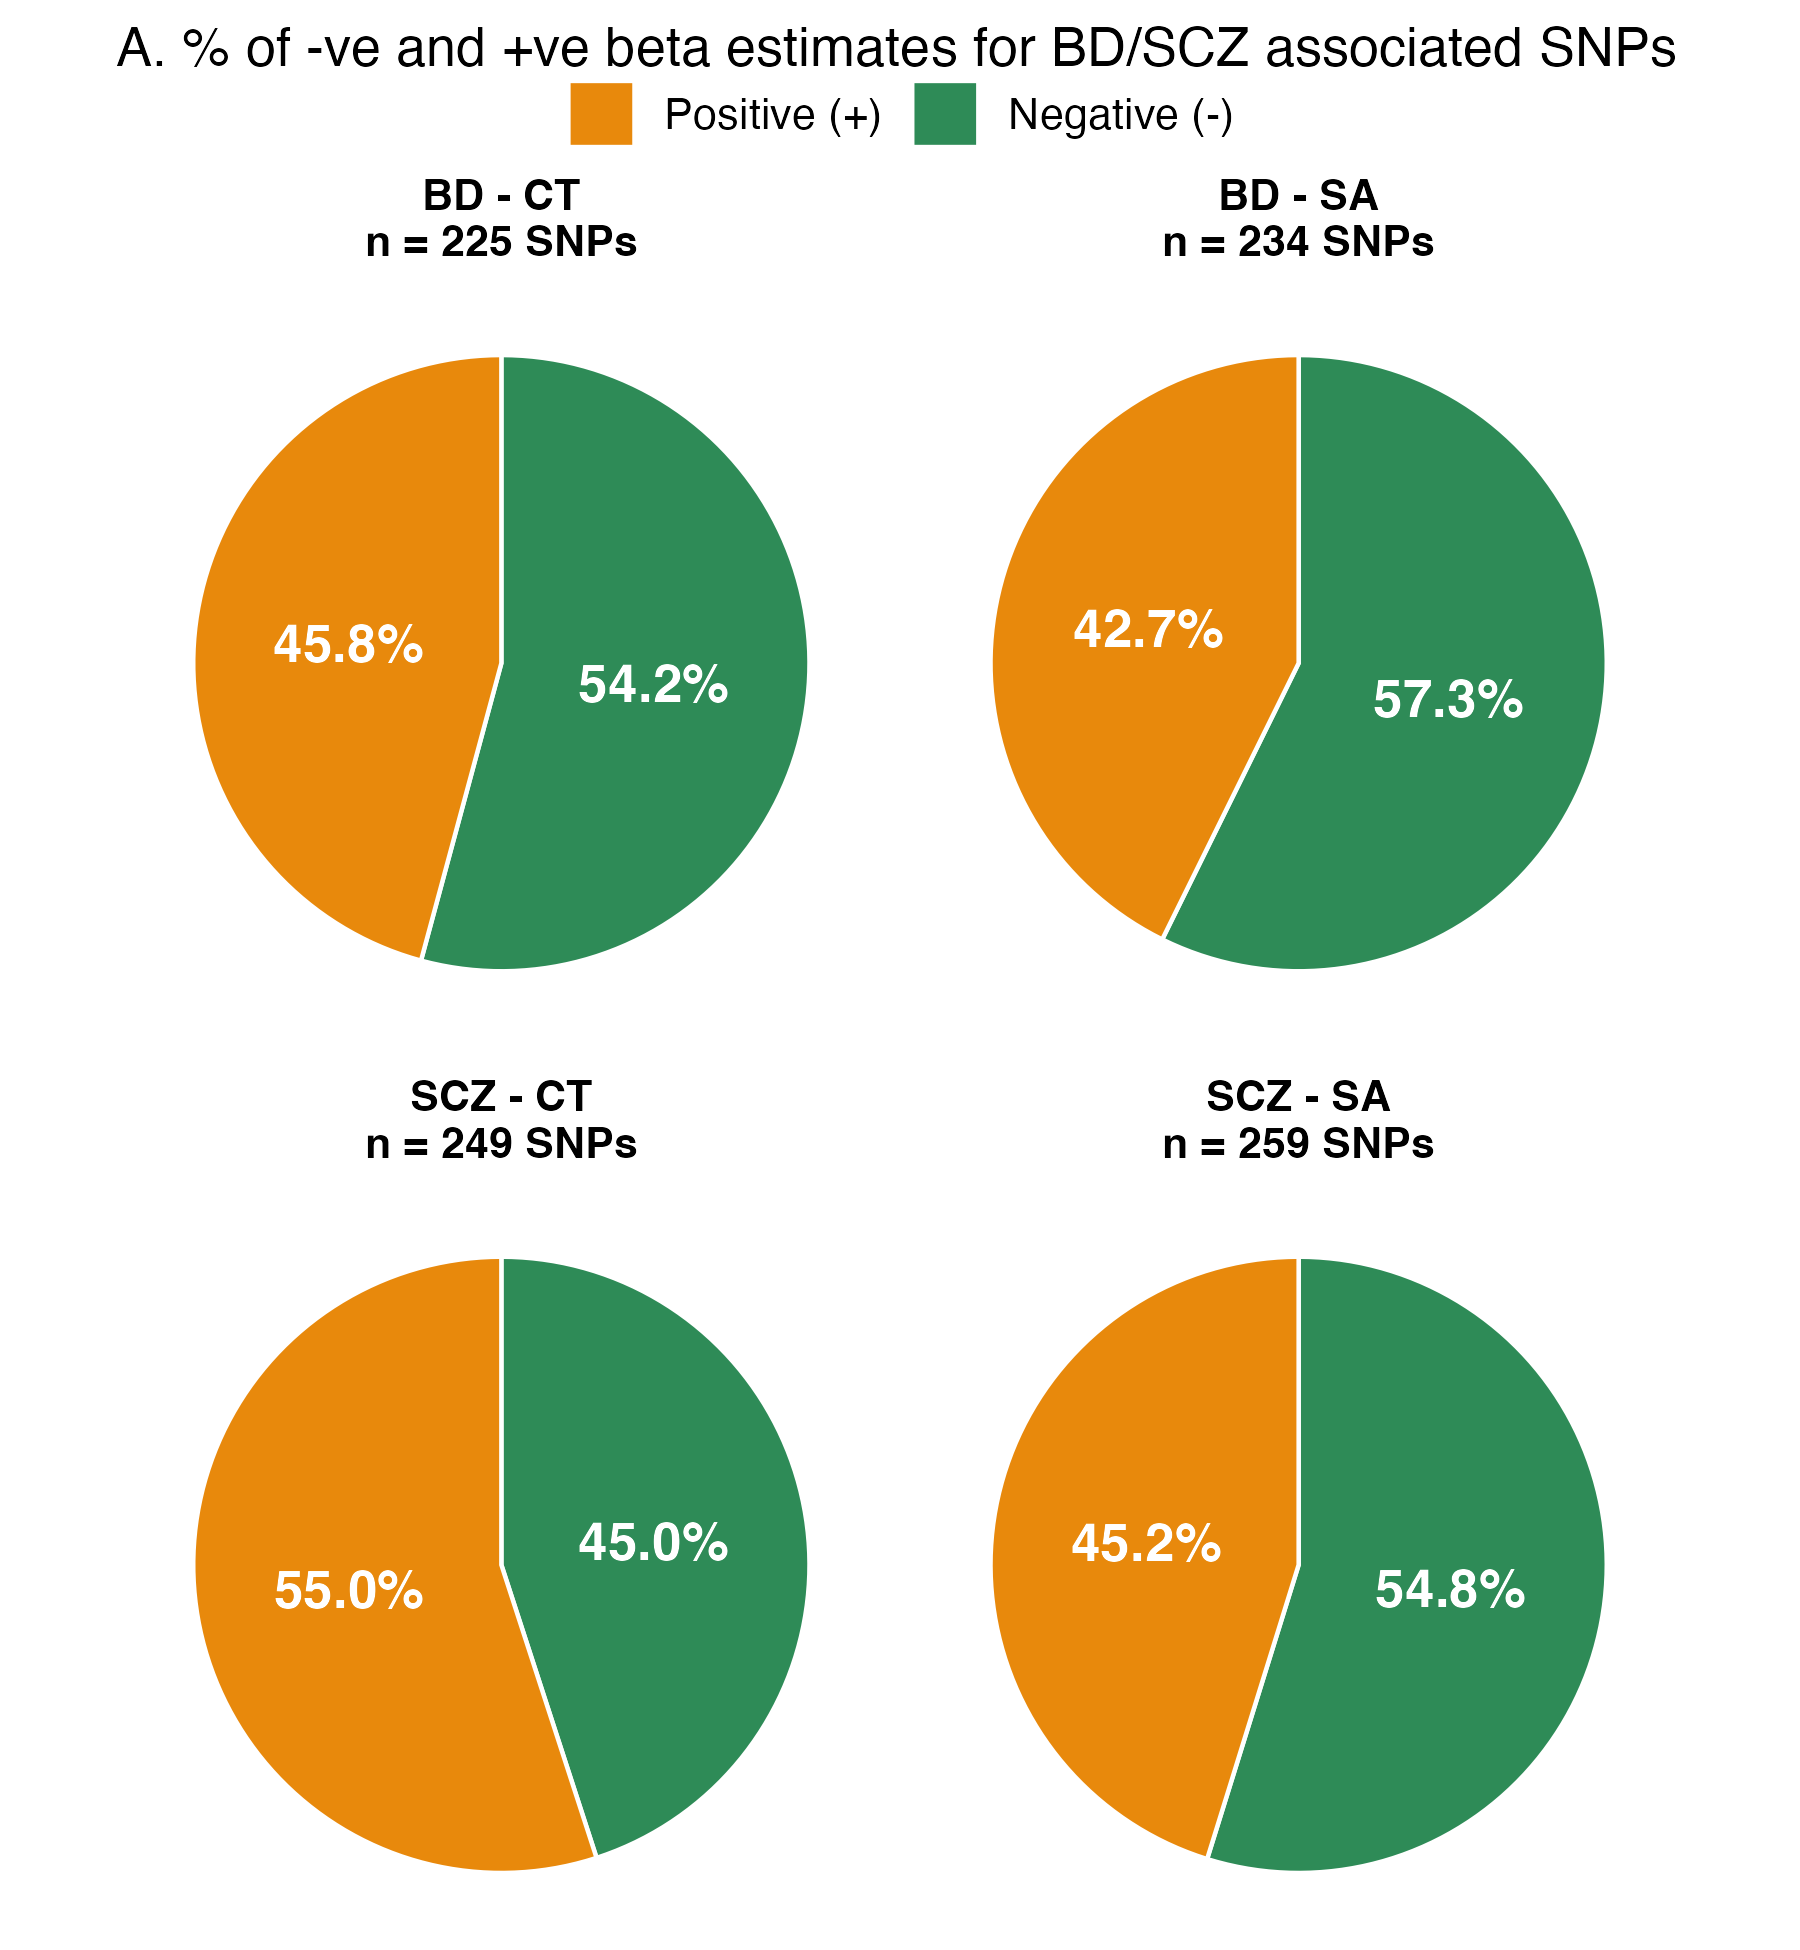 A. % of -ve and +ve beta estimates for BD/SCZ associated SNPs
Positive (+) Negative (-)
BD - CT
n = 225 SNPs
45.8%
54.2%
BD - SA
n = 234 SNPs
42.7%
57.3%
SCZ - CT
n = 249 SNPs
55.0%
45.0%
SCZ - SA
n = 259 SNPs
45.2%
54.8%